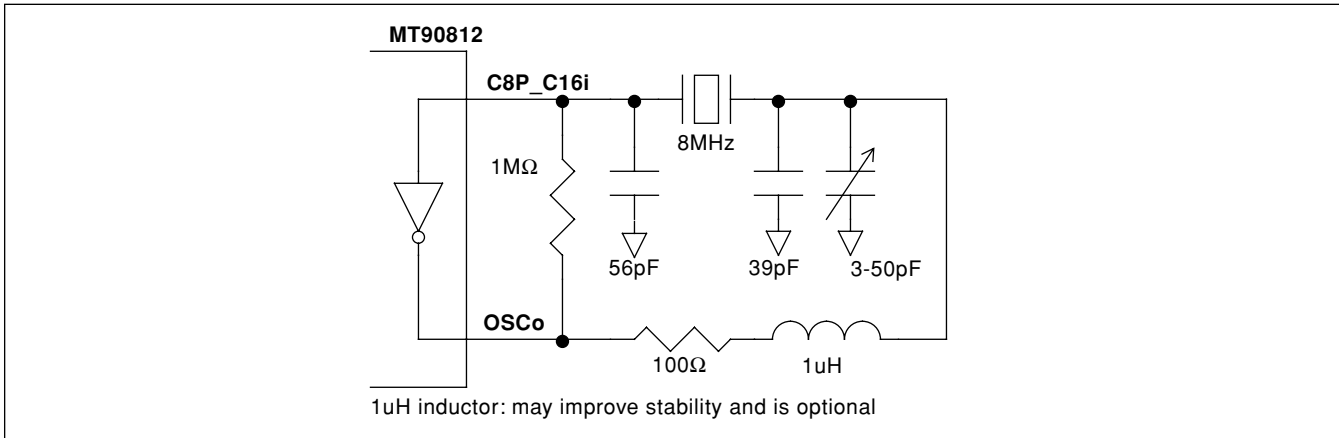 MT90812
C8P_C16i
8MHz
1MΩ
56pF
39pF
3-50pF
OSCo
100Ω
1uH
1uH inductor: may improve stability and is optional